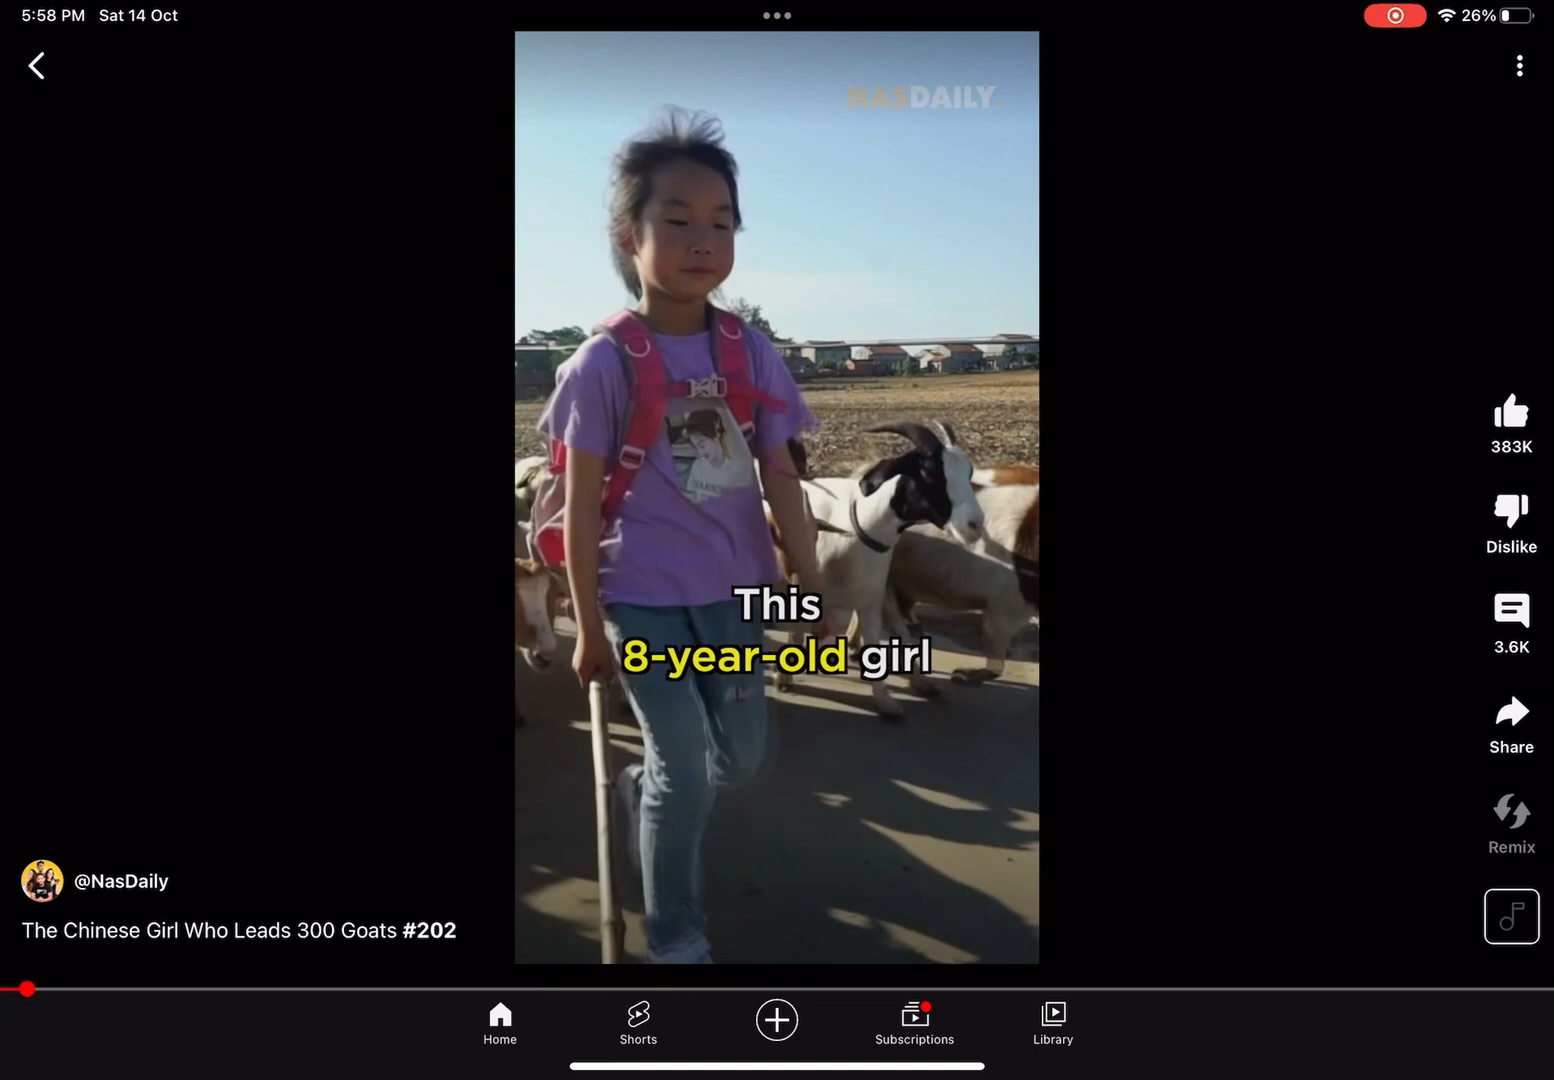 5:58 PM Sat 14 Oct
26%
NASDAILY
This
8-year-old girl
383K
Dislike
3.6K
Share
Remix
@NasDaily
The Chinese Girl Who Leads 300 Goats #202
Home
Shorts
Subscriptions
Library